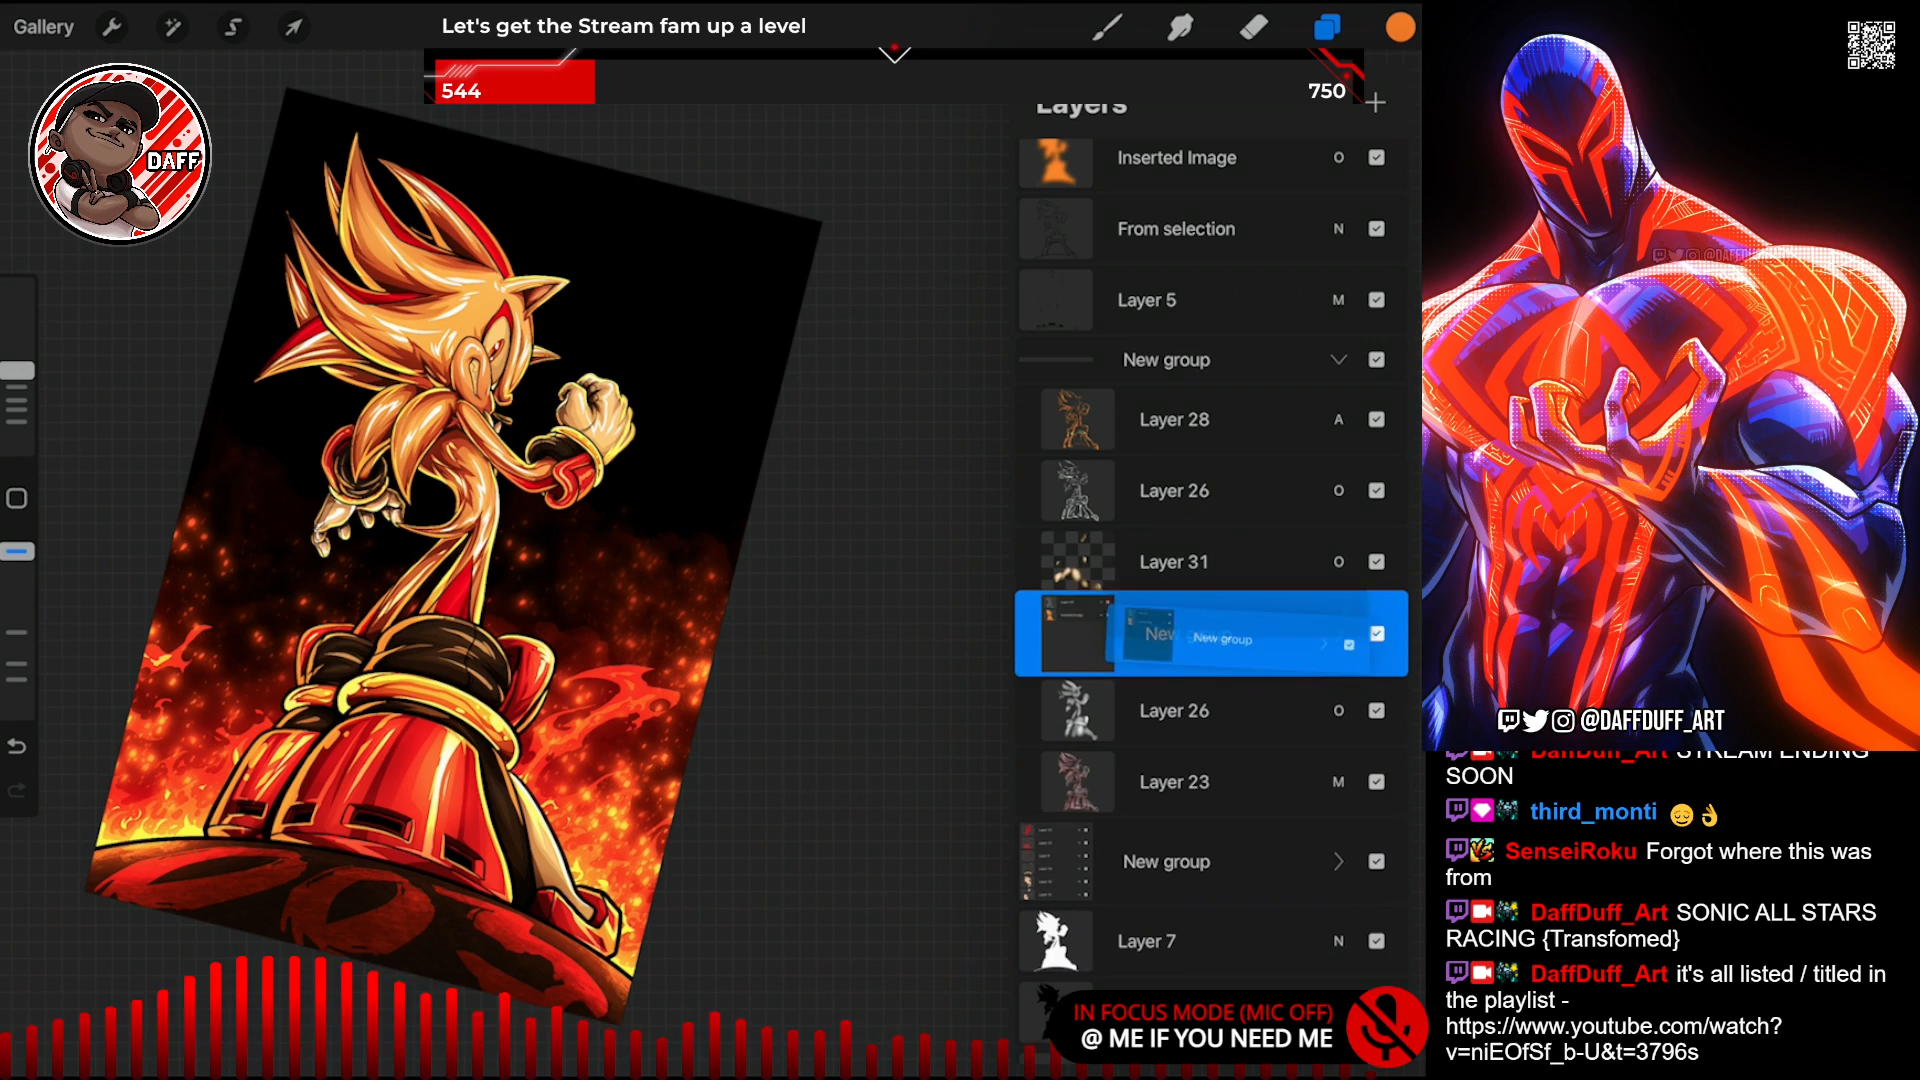 Gallery
Let's get the Stream fam up a level
544
750
DAFF
Layers
Inserted Image O
From selection N
Layer 5 M
New group
Layer 28 A
Layer 26 O
Layer 31 O
New group
Layer 26 O
Layer 23 M
New group
Layer 7 N
IN FOCUS MODE (MIC OFF)
@ ME IF YOU NEED ME
@DAFFDUFF_ART
DaffDuff_Art STREAM ENDING
SOON
third_monti
SenseiRoku Forgot where this was
from
DaffDuff_Art SONIC ALL STARS
RACING {Transfomed}
DaffDuff_Art it's all listed / titled in
the playlist -
https://www.youtube.com/watch?
v=niEOfSf_b-U&t=3796s